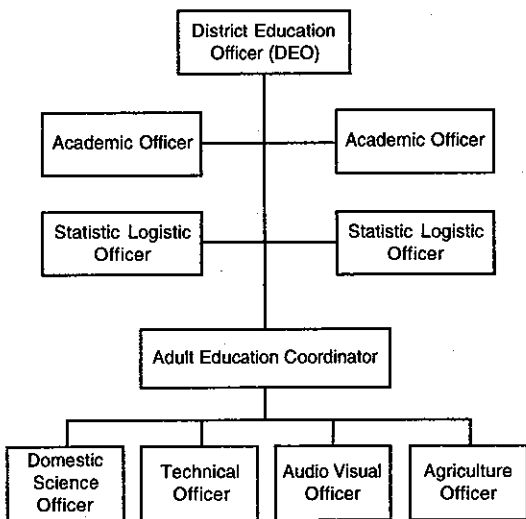 District Education
Officer (DEO)
Academic Officer
Academic Officer
Statistic Logistic
Officer
Statistic Logistic
Officer
Adult Education Coordinator
Domestic
Science
Officer
Technical
Officer
Audio Visual
Officer
Agriculture
Officer